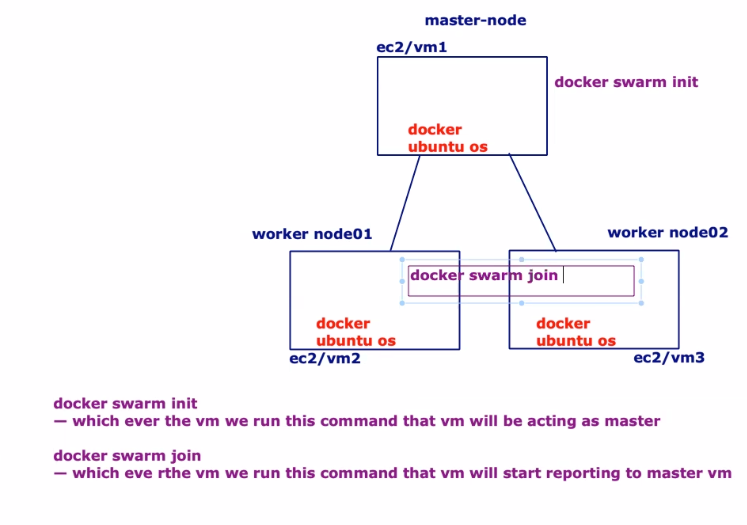 master-node
ec2/vm1
docker swarm init
docker
ubuntu os
worker node01
worker node02
docker swarm join
docker
ubuntu os
docker
ubuntu os
ec2/vm2
ec2/vm3
docker swarm init
— which ever the vm we run this command that vm will be acting as master
docker swarm join
— which eve rthe vm we run this command that vm will start reporting to master vm